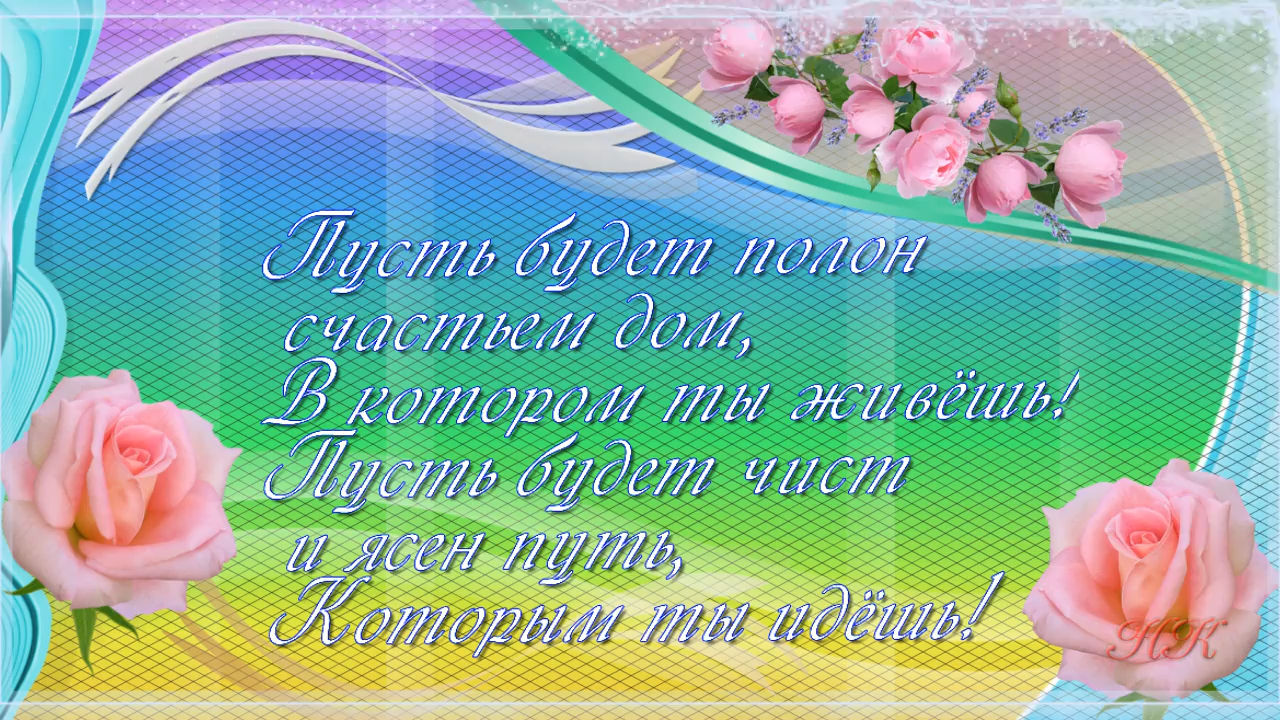 Пусть будет полон
счастьем дом,
В котором ты живёшь!
Пусть будет чист
и ясен путь,
Которым ты идёшь!
НК